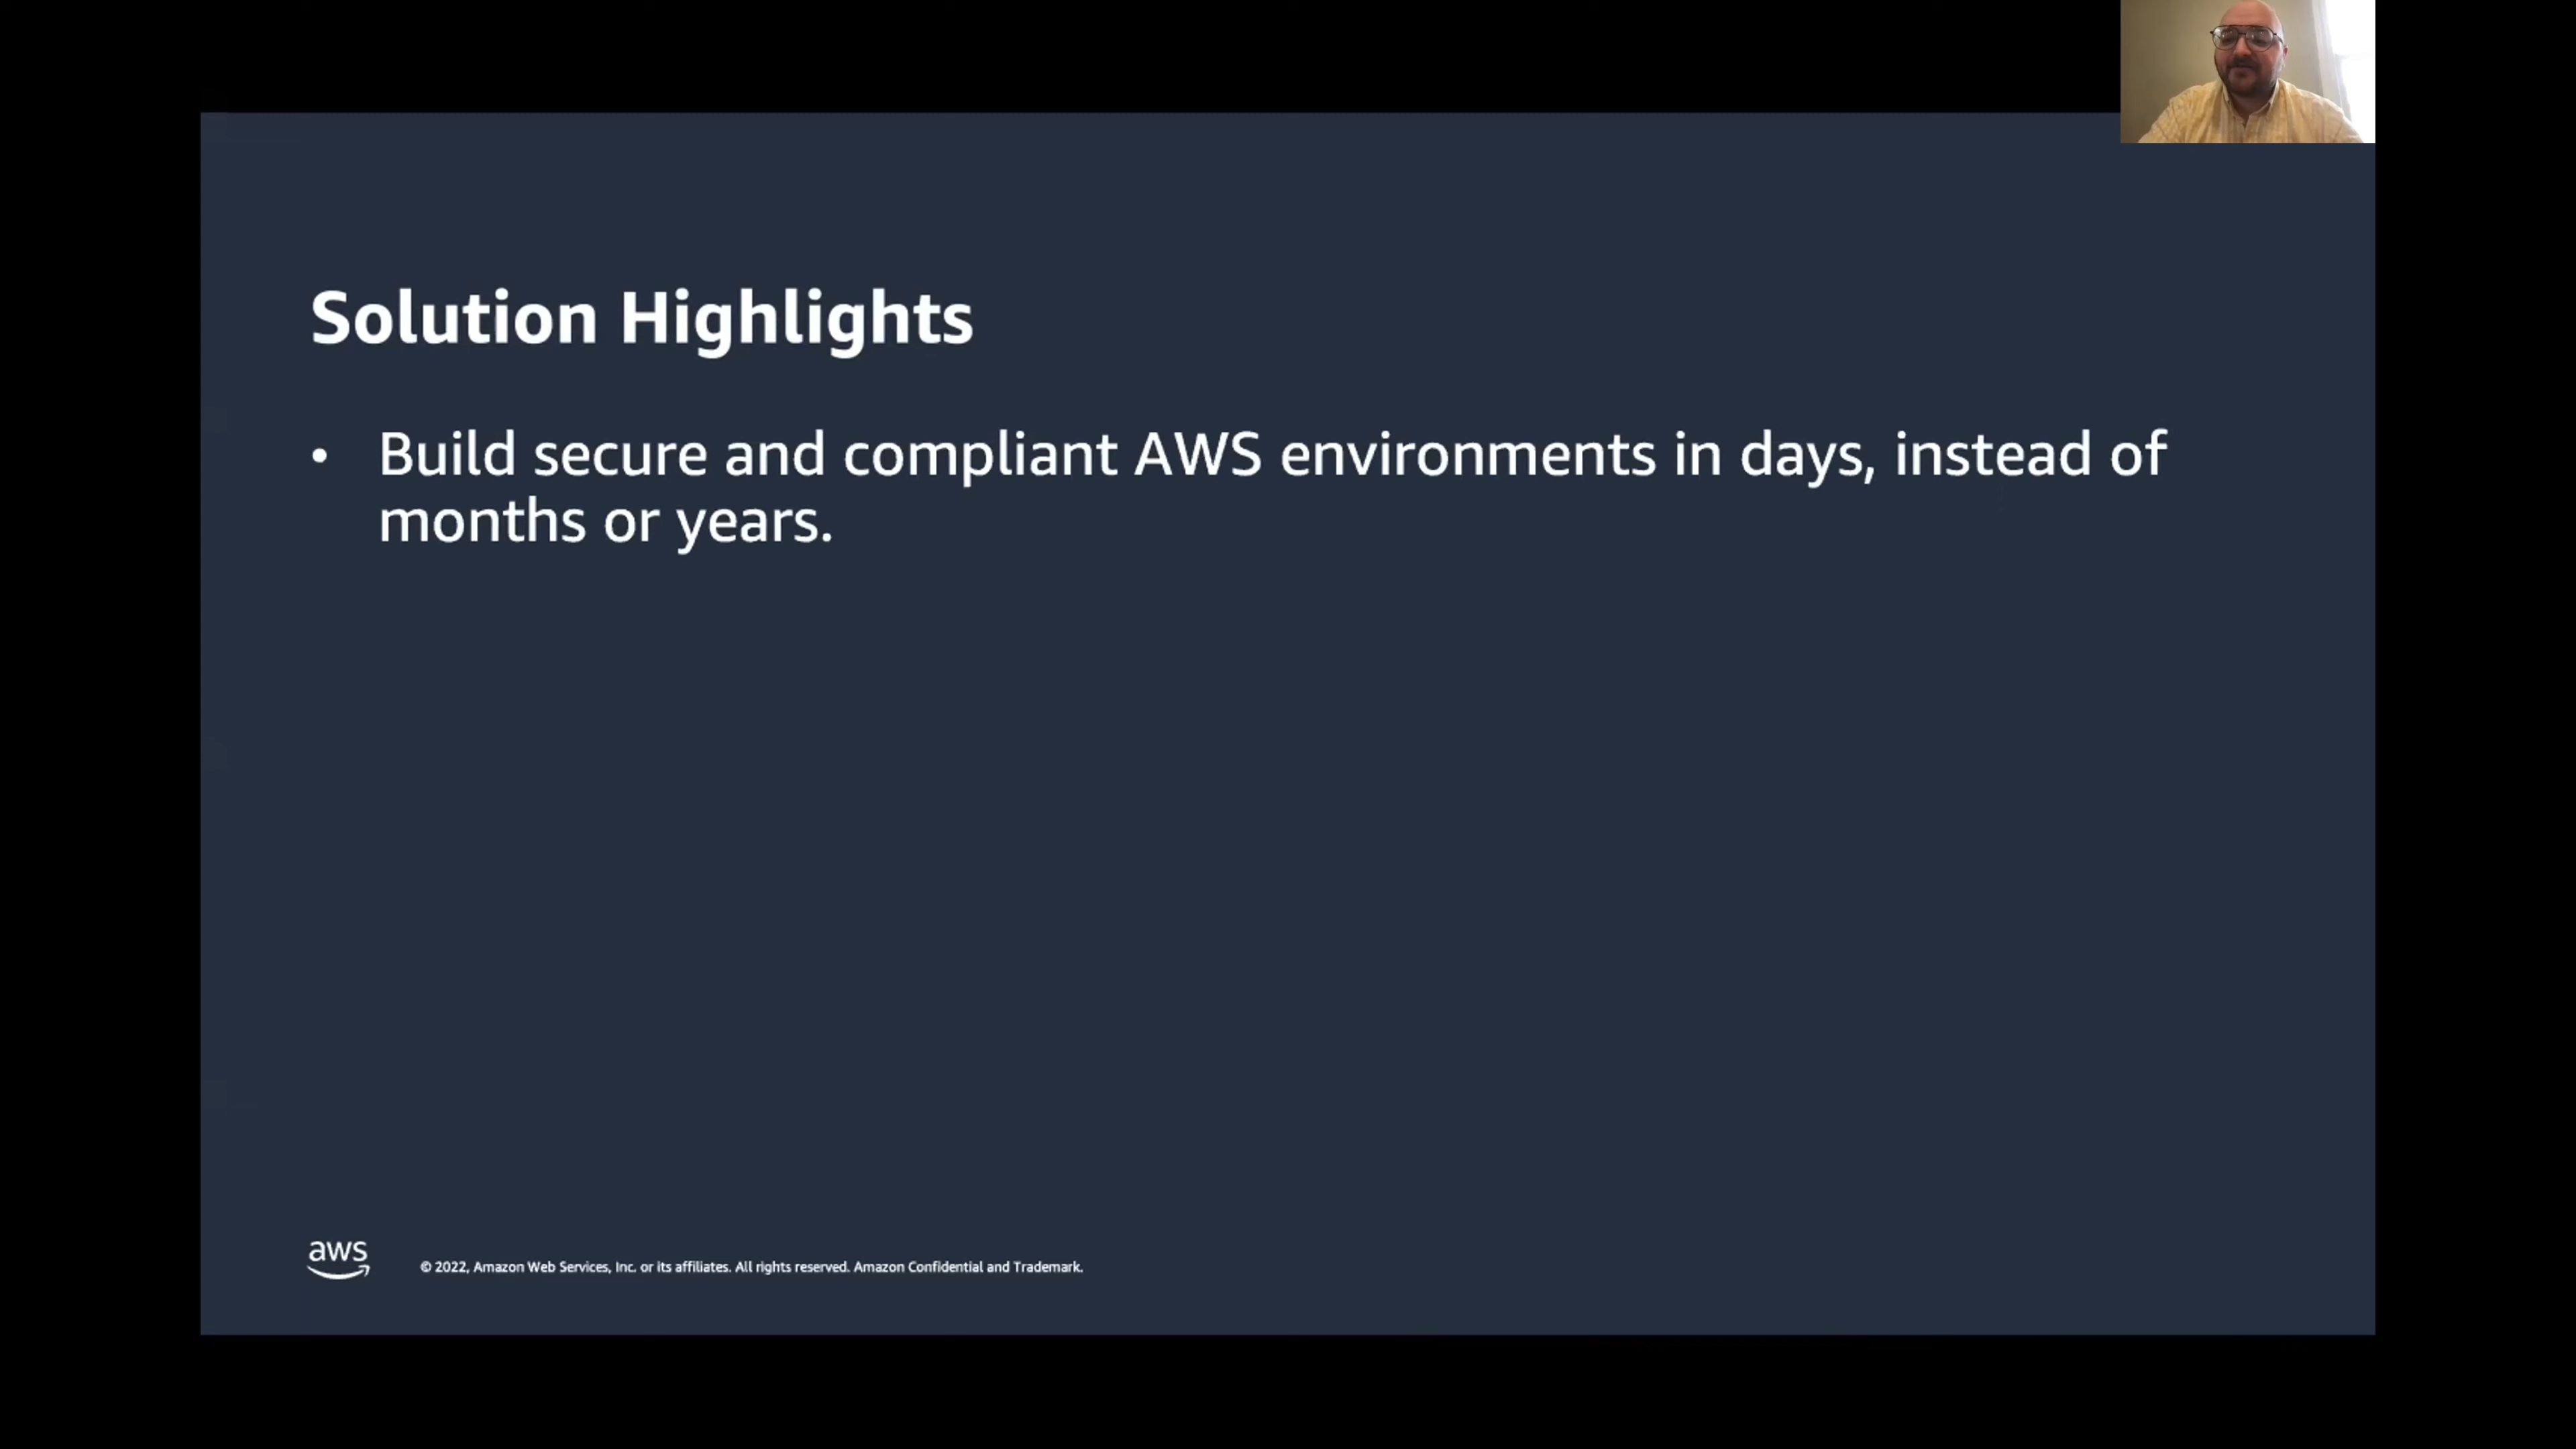 Solution Highlights
• Build secure and compliant AWS environments in days, instead of
months or years.
aws
© 2022, Amazon Web Services, Inc. or its affiliates. All rights reserved. Amazon Confidential and Trademark.